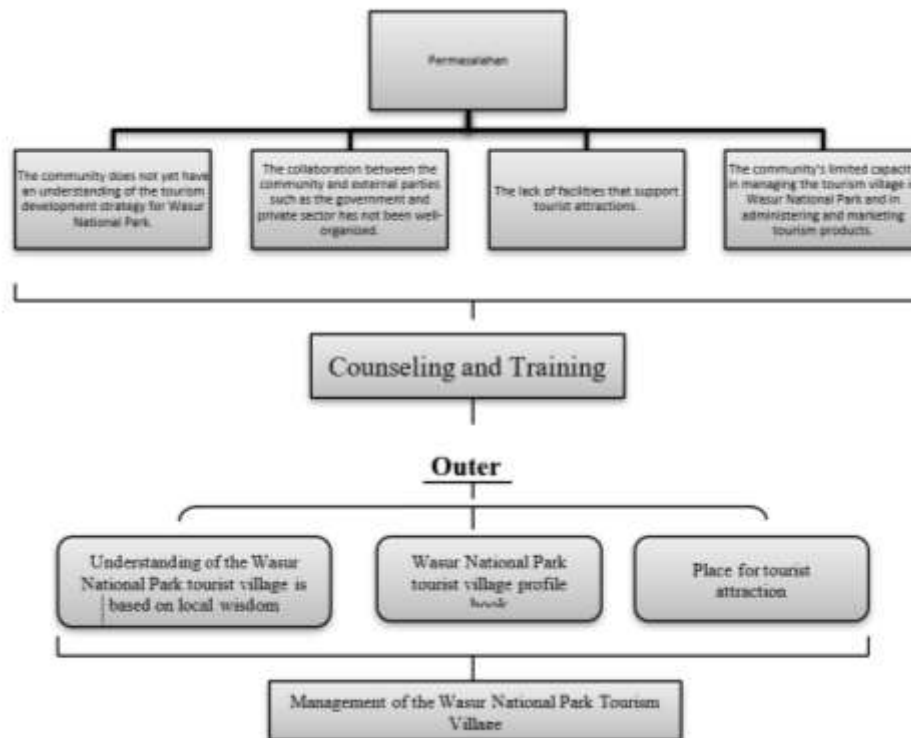 Permasalahan
The community does not yet have
an understanding of the tourism
development strategy for Wasur
National Park.
The collaboration between the
community and external parties
such as the government and
private sector has not been well-
organized.
The lack of facilities that support
tourist attractions.
The community's limited capacit
in managing the tourism village
Wasur National Park and in
administering and marketing
tourism products.
Counseling and Training
Outer
Understanding of the Wasur
National Park tourist village is
based on local wisdom
Wasur National Park
tourist village profile
book
Place for tourist
attraction
Management of the Wasur National Park Tourism
Village